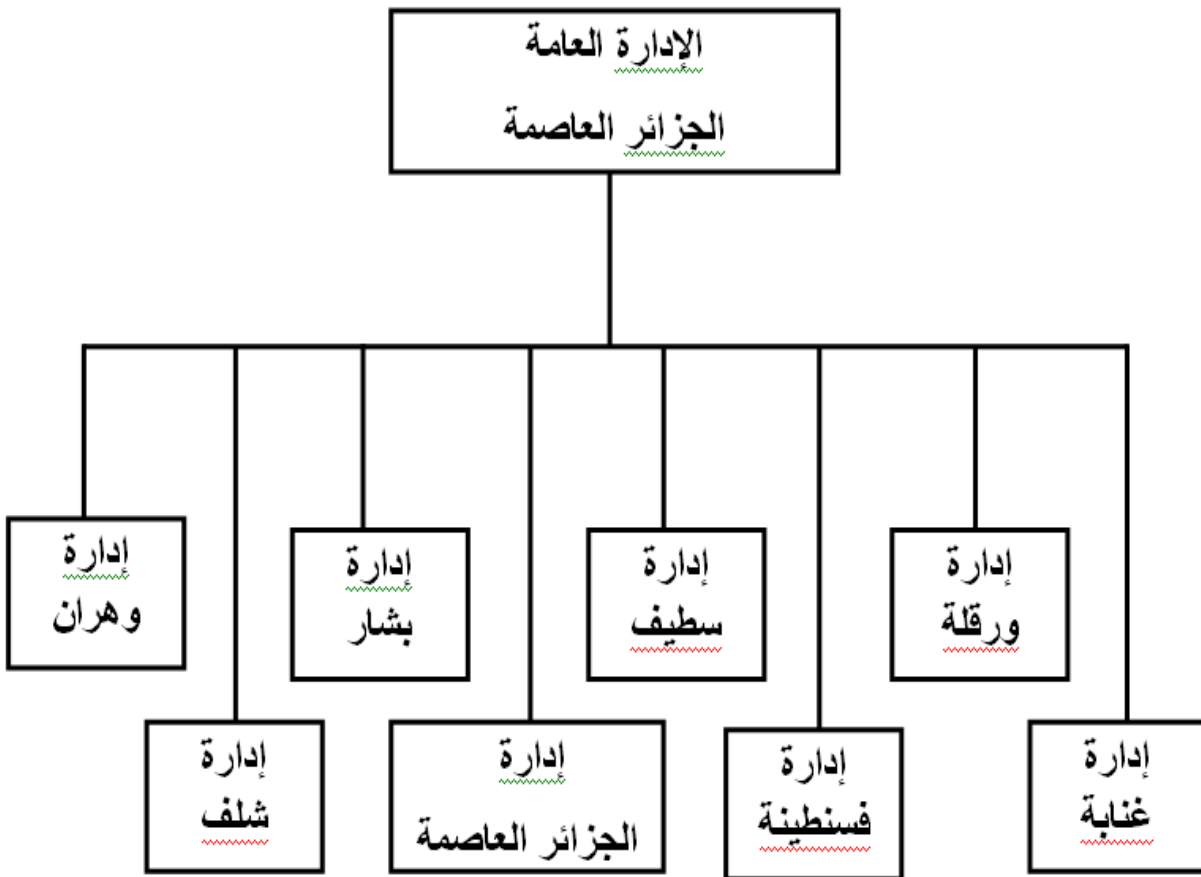 الإدارة العامة
الجزائر العاصمة
إدارة
ورقلة
إدارة
سطيف
إدارة
بشار
إدارة
وهران
إدارة
غنابة
إدارة
فسنطينة
إدارة
الجزائر العاصمة
إدارة
شلف